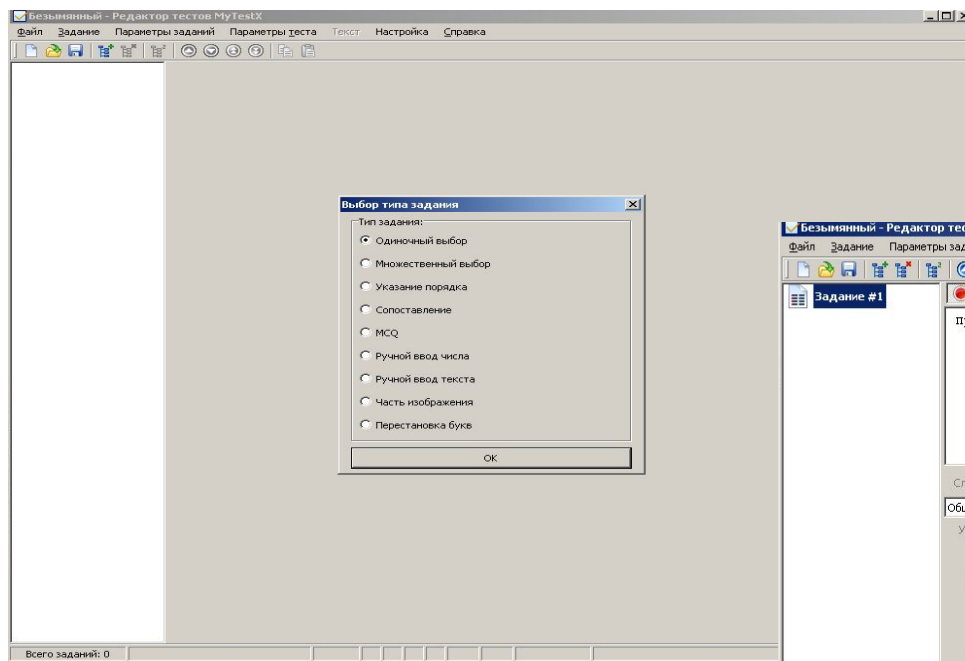 Безымянный - Редактор тестов MyTestX
Файл Задание Параметры заданий Параметры теста Текст Настройка Справка
Выбор типа задания
Тип задания:
Одиночный выбор
Множественный выбор
Указание порядка
Сопоставление
MCQ
Ручной ввод числа
Ручной ввод текста
Часть изображения
Перестановка букв
OK
Всего заданий: 0
Безымянный - Редактор тес
Файл Задание Параметры зад
Задание #1